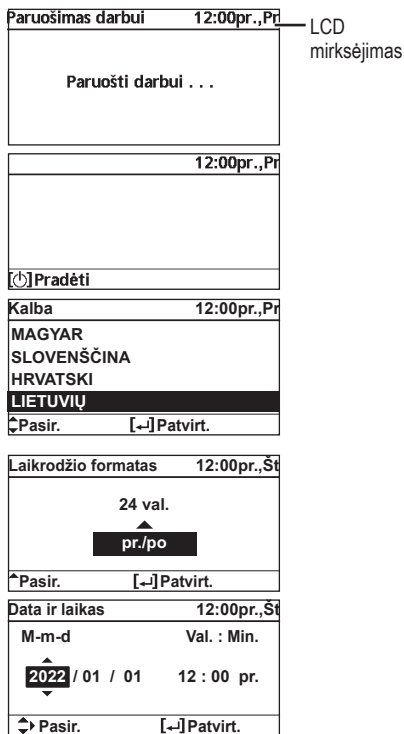 Paruošimas darbui 12:00pr.,Pr
LCD
mirksėjimas
Paruošti darbui . . .
12:00pr.,Pr
[⏻]Pradėti
Kalba 12:00pr.,Pr
MAGYAR
SLOVENŠČINA
HRVATSKI
LIETUVIŲ
Pasir. [↵]Patvirt.
Laikrodžio formatas 12:00pr.,Št
24 val.
pr./po
Pasir. [↵]Patvirt.
Data ir laikas 12:00pr.,Št
M-m-d Val. : Min.
2022 / 01 / 01 12 : 00 pr.
Pasir. [↵]Patvirt.